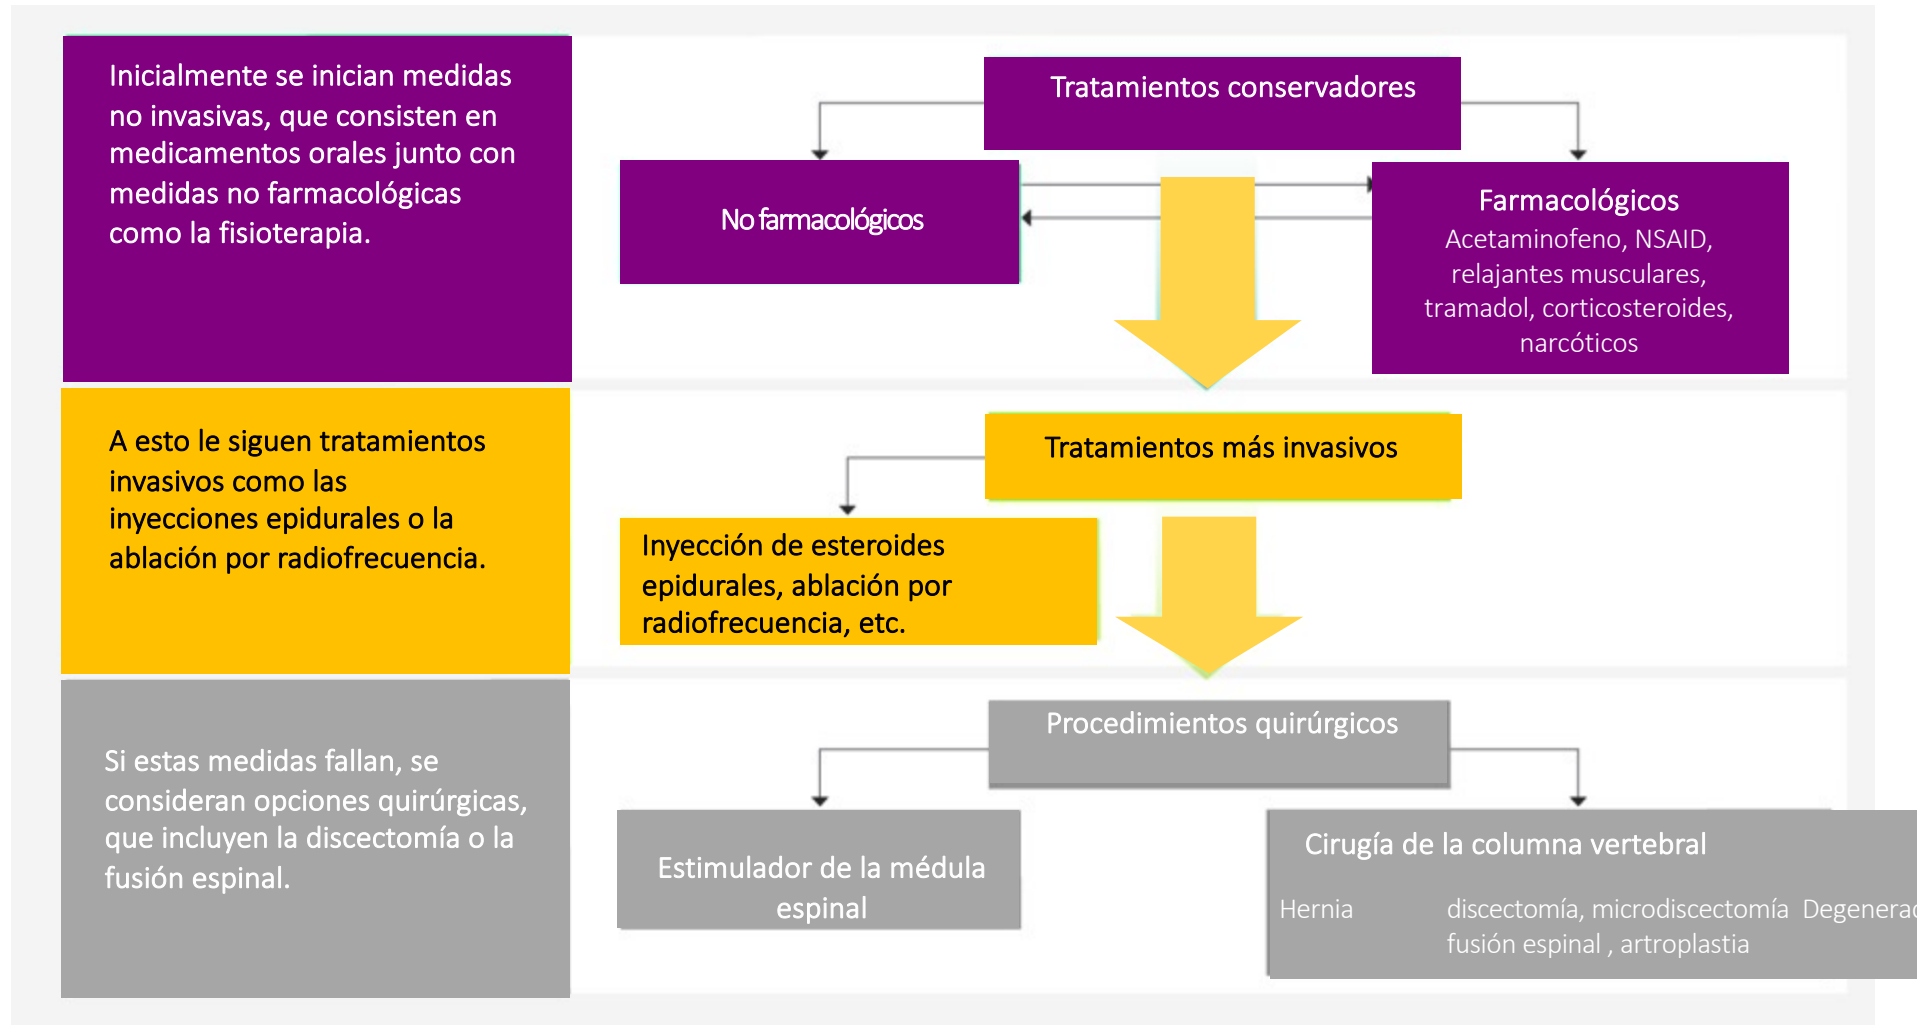 Inicialmente se inician medidas
no invasivas, que consisten en
medicamentos orales junto con
medidas no farmacológicas
como la fisioterapia.
Tratamientos conservadores
No farmacológicos
Farmacológicos
Acetaminofeno, NSAID,
relajantes musculares,
tramadol, corticosteroides,
narcóticos
A esto le siguen tratamientos
invasivos como las
inyecciones epidurales o la
ablación por radiofrecuencia.
Tratamientos más invasivos
Inyección de esteroides
epidurales, ablación por
radiofrecuencia, etc.
Si estas medidas fallan, se
consideran opciones quirúrgicas,
que incluyen la discectomía o la
fusión espinal.
Procedimientos quirúrgicos
Estimulador de la médula
espinal
Cirugía de la columna vertebral
Hernia discectomía, microdiscectomía
fusión espinal , artroplastia